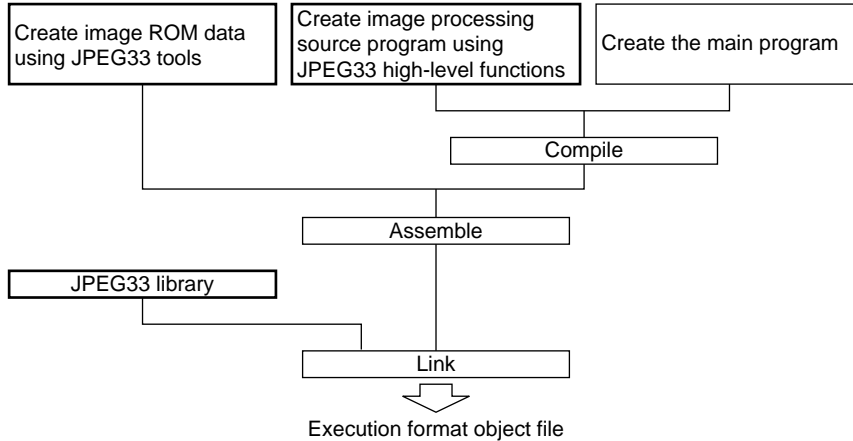 Create image ROM data
using JPEG33 tools
Create image processing
source program using
JPEG33 high-level functions
Create the main program
Compile
Assemble
JPEG33 library
Link
Execution format object file